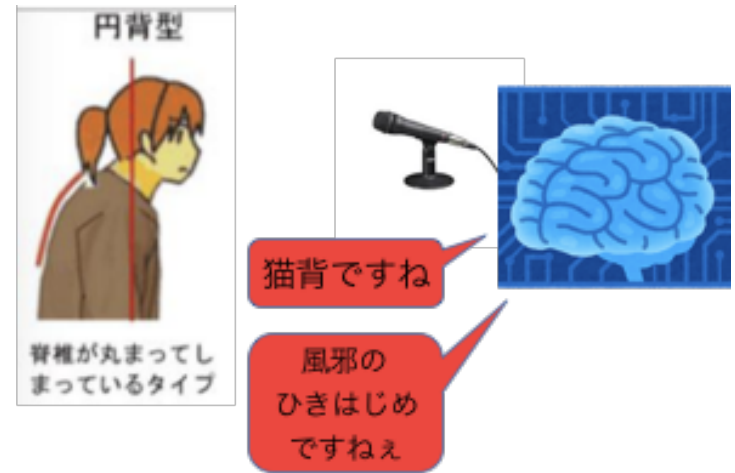 円背型
脊椎が丸まってし
まっているタイプ
猫背ですね
風邪の
ひきはじめ
ですねぇ